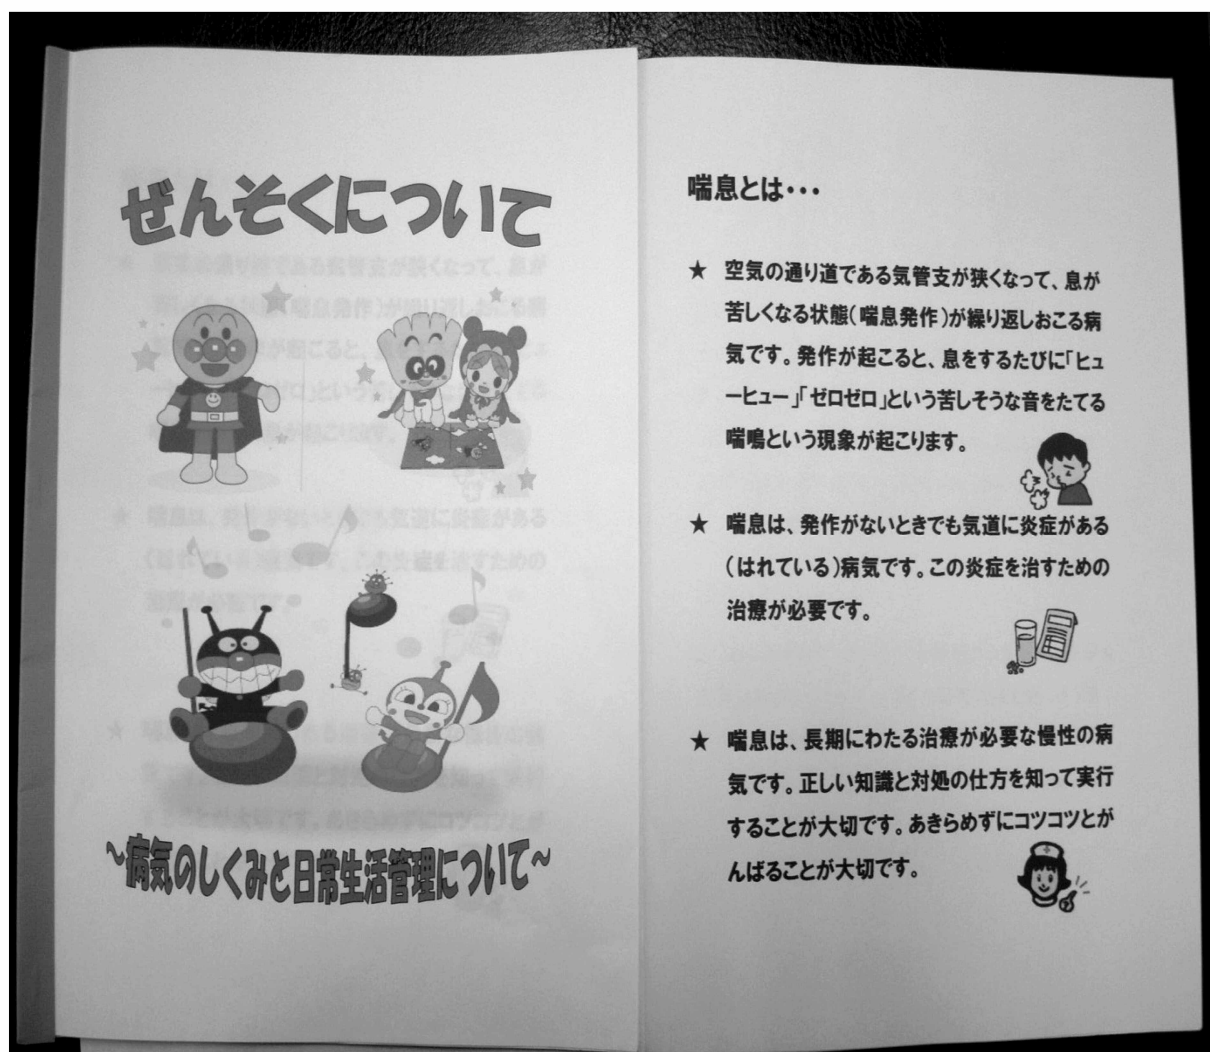 ぜんそくについて
~病気のしくみと日常生活管理について~
喘息とは・・・
★ 空気の通り道である気管支が狭くなって、息が
苦しくなる状態(喘息発作)が繰り返しおこる病
気です。発作が起こると、息をするたびに「ヒュ
ーヒュー」「ゼロゼロ」という苦しそうな音をたてる
喘鳴という現象が起こります。
★ 喘息は、発作がないときでも気道に炎症がある
(はれている)病気です。この炎症を治すための
治療が必要です。
★ 喘息は、長期にわたる治療が必要な慢性の病
気です。正しい知識と対処の仕方を知って実行
することが大切です。あきらめずにコツコツとが
んばることが大切です。